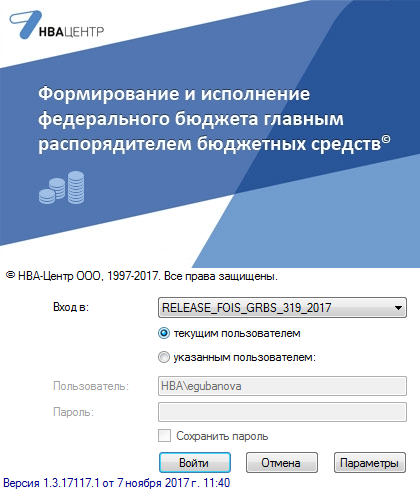 НВАЦЕНТР
Формирование и исполнение
федерального бюджета главным
распорядителем бюджетных средств©
© НВА-Центр ООО, 1997-2017. Все права защищены.
Вход в: RELEASE_FOIS_GRBS_319_2017
текущим пользователем
указанным пользователем:
Пользователь: HBA\egubanova
Пароль:
Сохранить пароль
Войти Отмена Параметры
Версия 1.3.17117.1 от 7 ноября 2017 г. 11:40